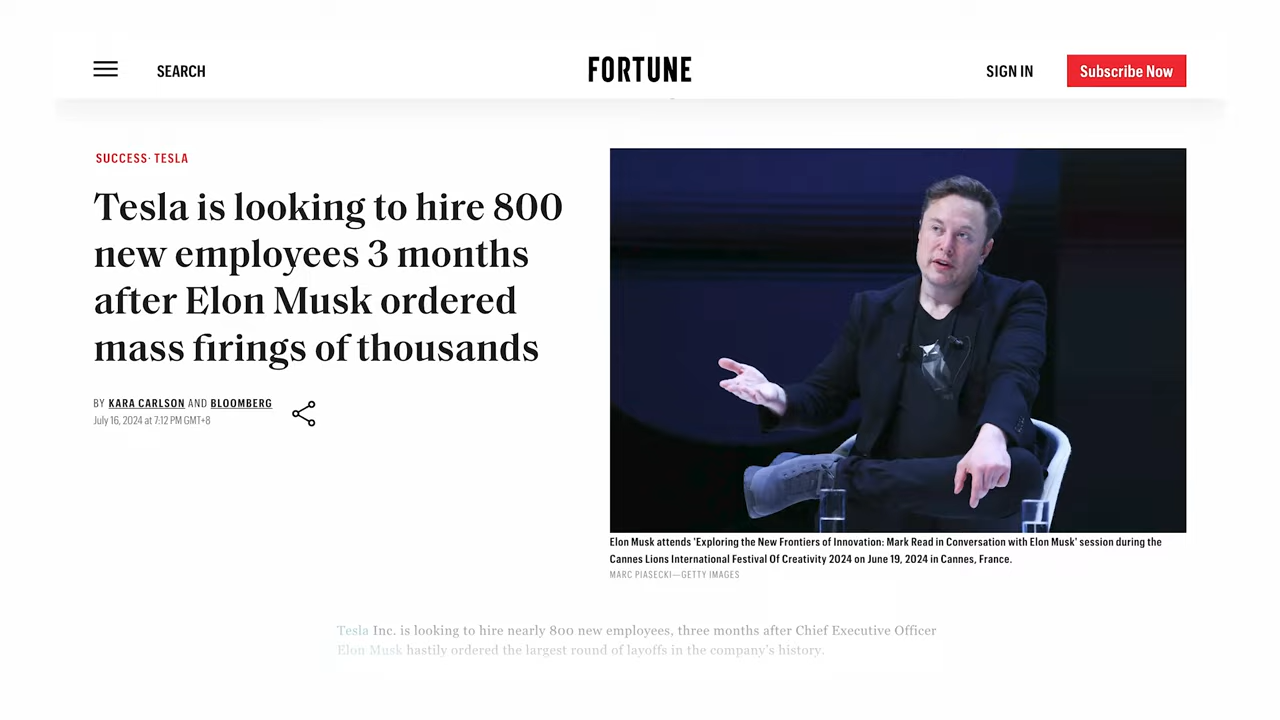 SEARCH
FORTUNE
SIGN IN
Subscribe Now
SUCCESS· TESLA
Tesla is looking to hire 800
new employees 3 months
after Elon Musk ordered
mass firings of thousands
BY KARA CARLSON AND BLOOMBERG
July 16, 2024 at 7:12 PM GMT+8
Elon Musk attends 'Exploring the New Frontiers of Innovation: Mark Read in Conversation with Elon Musk' session during the
Cannes Lions International Festival Of Creativity 2024 on June 19, 2024 in Cannes, France.
MARC PIASECKI—GETTY IMAGES
Tesla Inc. is looking to hire nearly 800 new employees, three months after Chief Executive Officer
Elon Musk hastily ordered the largest round of layoffs in the company's history.